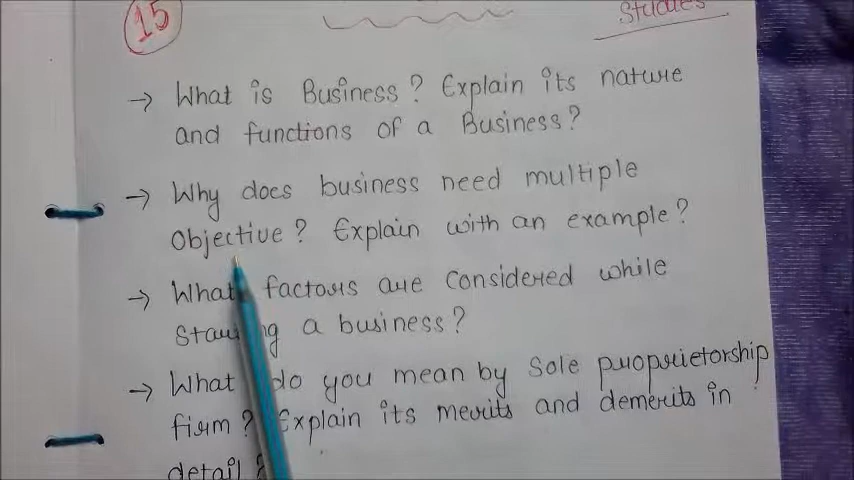 15
Studies
→ What is Business? Explain its nature
and functions of a Business?
→ Why does business need multiple
Objective? Explain with an example?
→ What factors are Considered while
Starting a business?
→ What do you mean by Sole proprietorship
firm? Explain its merits and demerits in
detail?